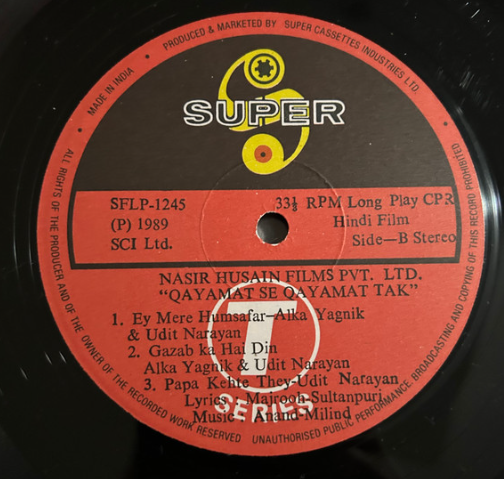 MADE IN INDIA • PRODUCED & MARKETED BY SUPER CASSETTES INDUSTRIES LTD. •
SUPER
SFLP-1245
33⅓ RPM Long Play CPR
(P) 1989
Hindi Film
SCI Ltd.
Side—B Stereo
NASIR HUSAIN FILMS PVT. LTD.
"QAYAMAT SE QAYAMAT TAK"
1. Ey Mere Humsafar—Alka Yagnik
& Udit Narayan
2. Gazab ka Hai Din
Alka Yagnik & Udit Narayan
3. Papa Kehte They-Udit Narayan
Lyrics - Majrooh-Sultanpuri
Music - Anand-Milind
T
SERIES
ALL RIGHTS OF THE PRODUCER AND OF THE OWNER OF THE RECORDED WORK RESERVED
UNAUTHORISED PUBLIC PERFORMANCE BROADCASTING AND COPYING OF THIS RECORD PROHIBITED